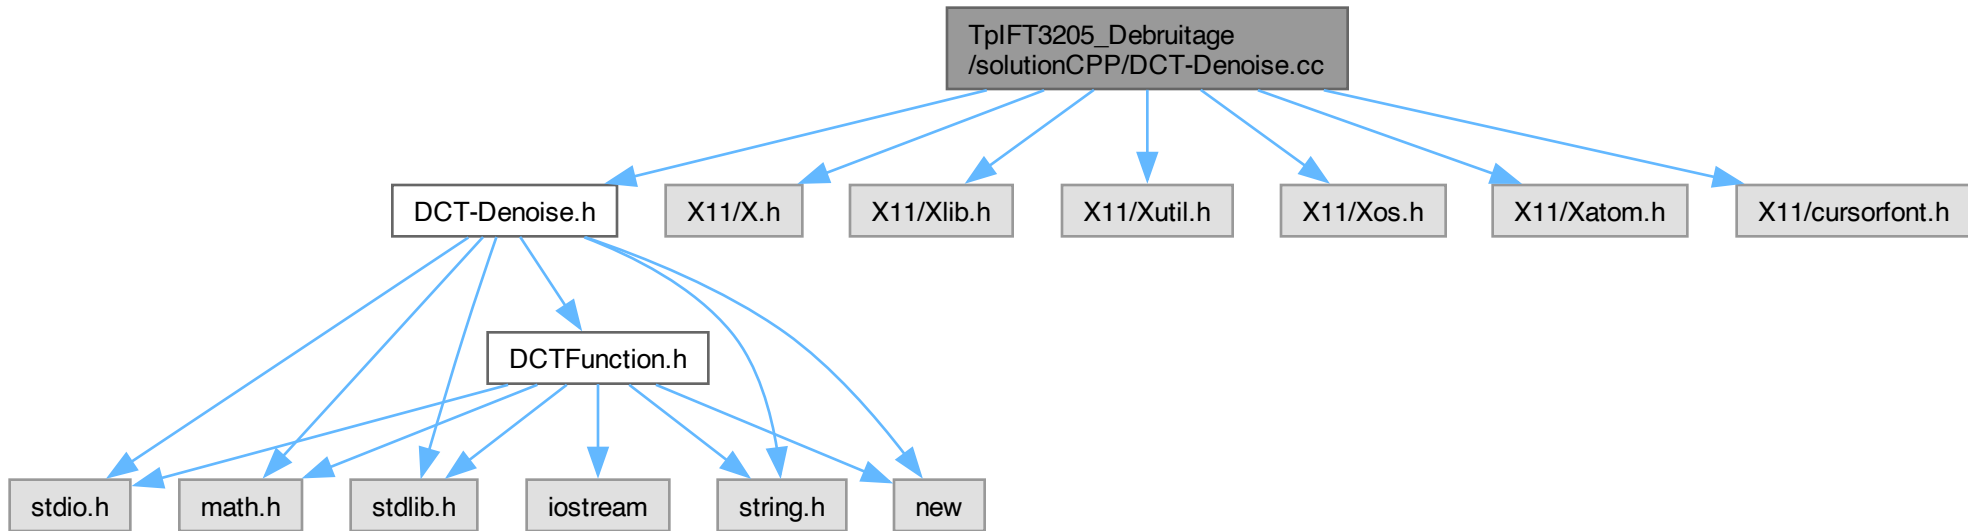 TpIFT3205_Debruitage
/solutionCPP/DCT-Denoise.cc
DCT-Denoise.h
X11/X.h
X11/Xlib.h
X11/Xutil.h
X11/Xos.h
X11/Xatom.h
X11/cursorfont.h
DCTFunction.h
stdio.h
math.h
stdlib.h
iostream
string.h
new